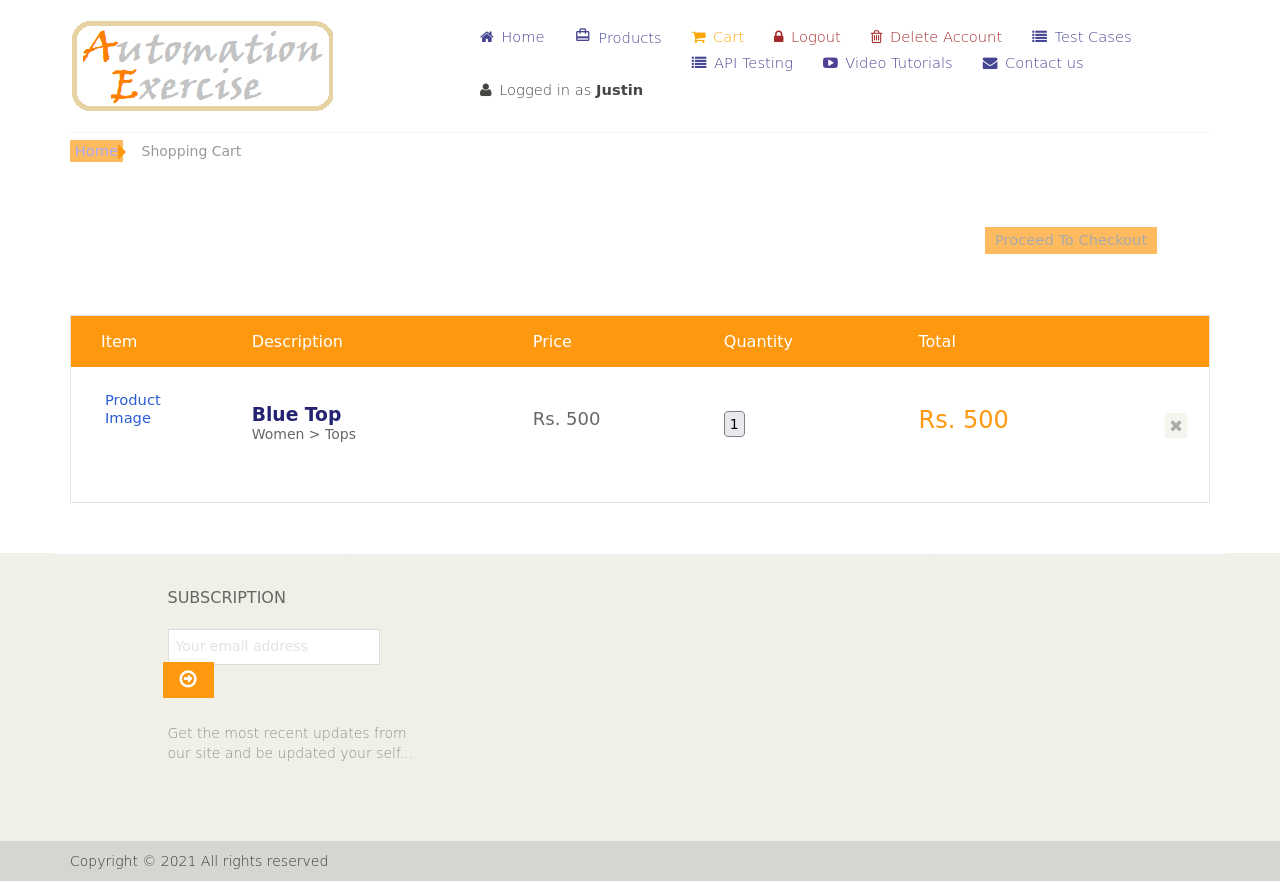 Automation
Exercise
Home
Products
Cart
Logout
Delete Account
Test Cases
API Testing
Video Tutorials
Contact us
Logged in as Justin
Home
Shopping Cart
Proceed To Checkout
Item Description Price Quantity Total
Product
Image
Blue Top
Women > Tops
Rs. 500
1
Rs. 500
SUBSCRIPTION
Your email address
Get the most recent updates from
our site and be updated your self...
Copyright © 2021 All rights reserved